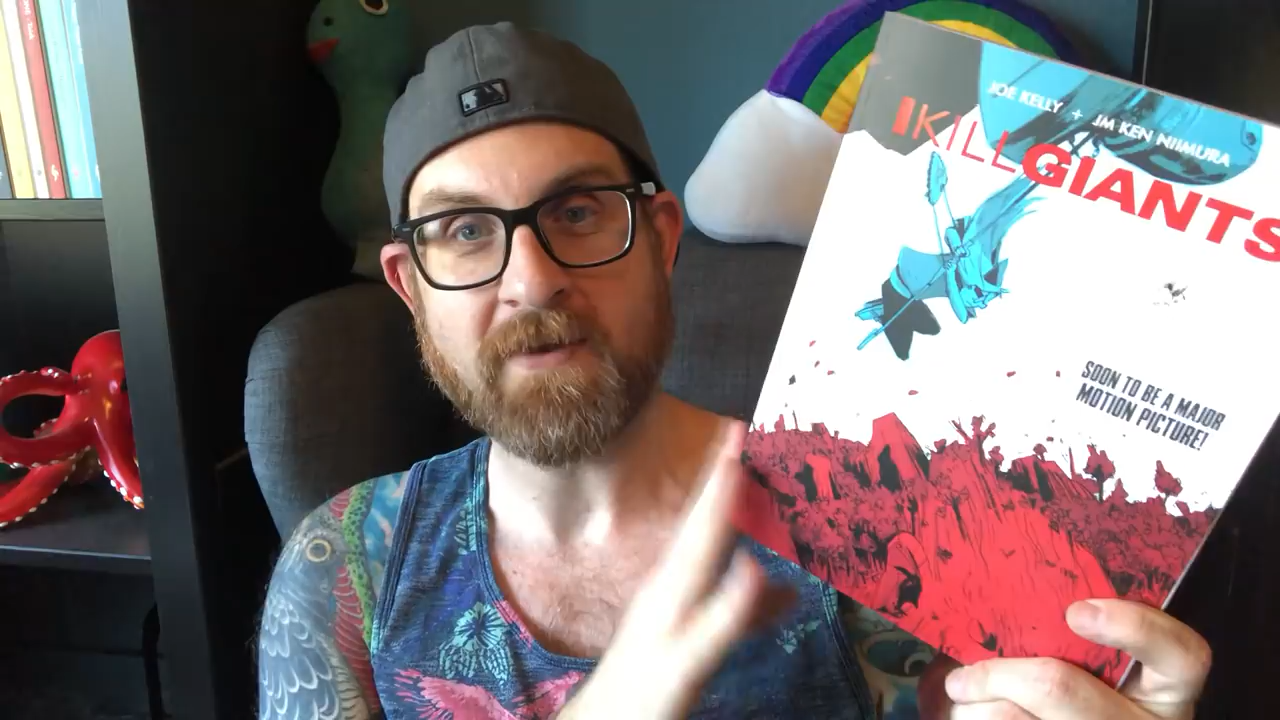 JOE KELLY + JM KEN NIIMURA
I KILL GIANTS
SOON TO BE A MAJOR
MOTION PICTURE!